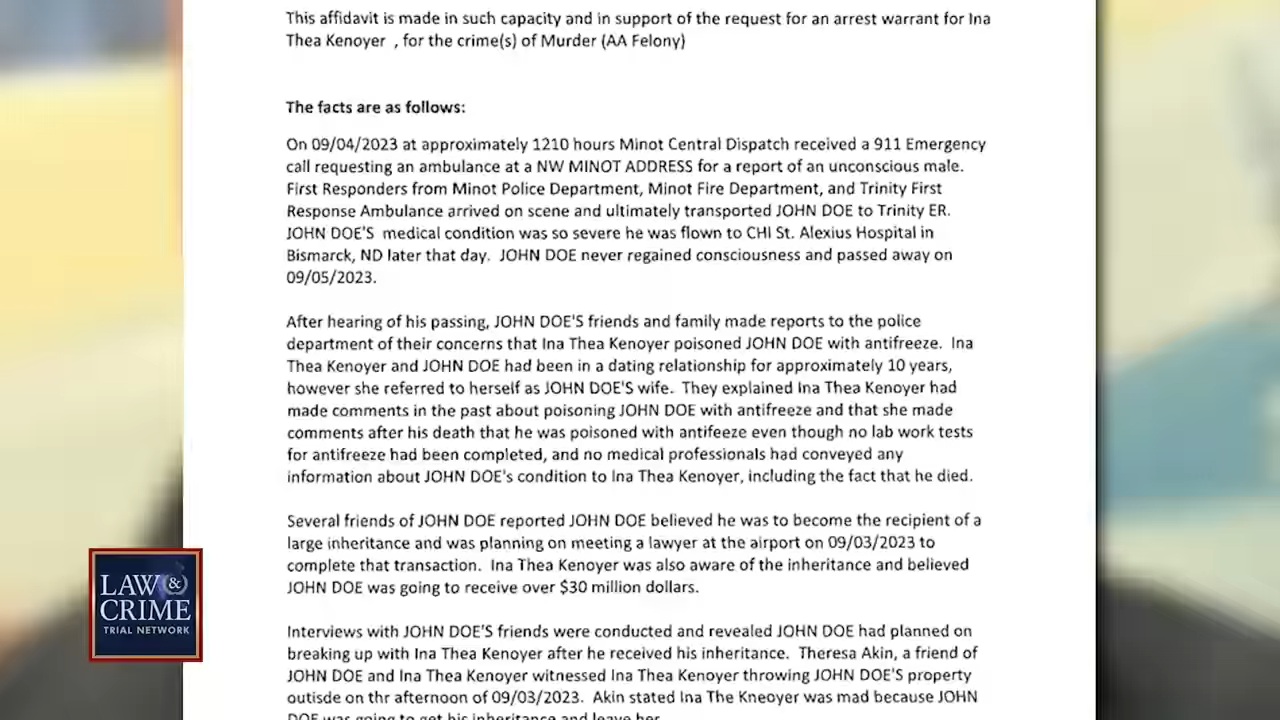 This affidavit is made in such capacity and in support of the request for an arrest warrant for Ina
Thea Kenoyer , for the crime(s) of Murder (AA Felony)
The facts are as follows:
On 09/04/2023 at approximately 1210 hours Minot Central Dispatch received a 911 Emergency
call requesting an ambulance at a NW MINOT ADDRESS for a report of an unconscious male.
First Responders from Minot Police Department, Minot Fire Department, and Trinity First
Response Ambulance arrived on scene and ultimately transported JOHN DOE to Trinity ER.
JOHN DOE'S medical condition was so severe he was flown to CHI St. Alexius Hospital in
Bismarck, ND later that day. JOHN DOE never regained consciousness and passed away on
09/05/2023.
After hearing of his passing, JOHN DOE'S friends and family made reports to the police
department of their concerns that Ina Thea Kenoyer poisoned JOHN DOE with antifreeze. Ina
Thea Kenoyer and JOHN DOE had been in a dating relationship for approximately 10 years,
however she referred to herself as JOHN DOE'S wife. They explained Ina Thea Kenoyer had
made comments in the past about poisoning JOHN DOE with antifreeze and that she made
comments after his death that he was poisoned with antifeeze even though no lab work tests
for antifreeze had been completed, and no medical professionals had conveyed any
information about JOHN DOE's condition to Ina Thea Kenoyer, including the fact that he died.
Several friends of JOHN DOE reported JOHN DOE believed he was to become the recipient of a
large inheritance and was planning on meeting a lawyer at the airport on 09/03/2023 to
complete that transaction. Ina Thea Kenoyer was also aware of the inheritance and believed
JOHN DOE was going to receive over $30 million dollars.
Interviews with JOHN DOE'S friends were conducted and revealed JOHN DOE had planned on
breaking up with Ina Thea Kenoyer after he received his inheritance. Theresa Akin, a friend of
JOHN DOE and Ina Thea Kenoyer witnessed Ina Thea Kenoyer throwing JOHN DOE'S property
outisde on thr afternoon of 09/03/2023. Akin stated Ina The Kneoyer was mad because JOHN
DOE was going to get his inheritance and leave her.
LAW &
CRIME
TRIAL NETWORK